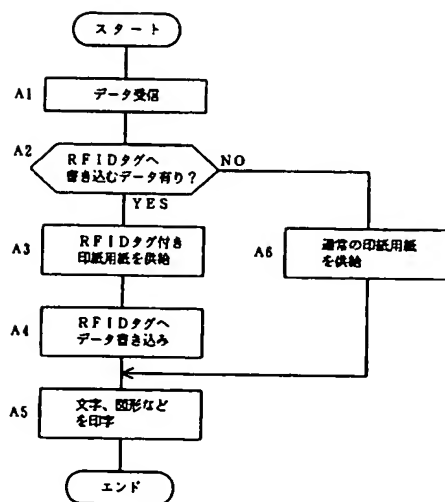 スタート
A1
データ受信
A2
RFIDタグへ
書き込むデータ有り?
NO
YES
A3
RFIDタグ付き
印紙用紙を供給
A6
通常の印紙用紙
を供給
A4
RFIDタグへ
データ書き込み
A5
文字、図形など
を印字
エンド